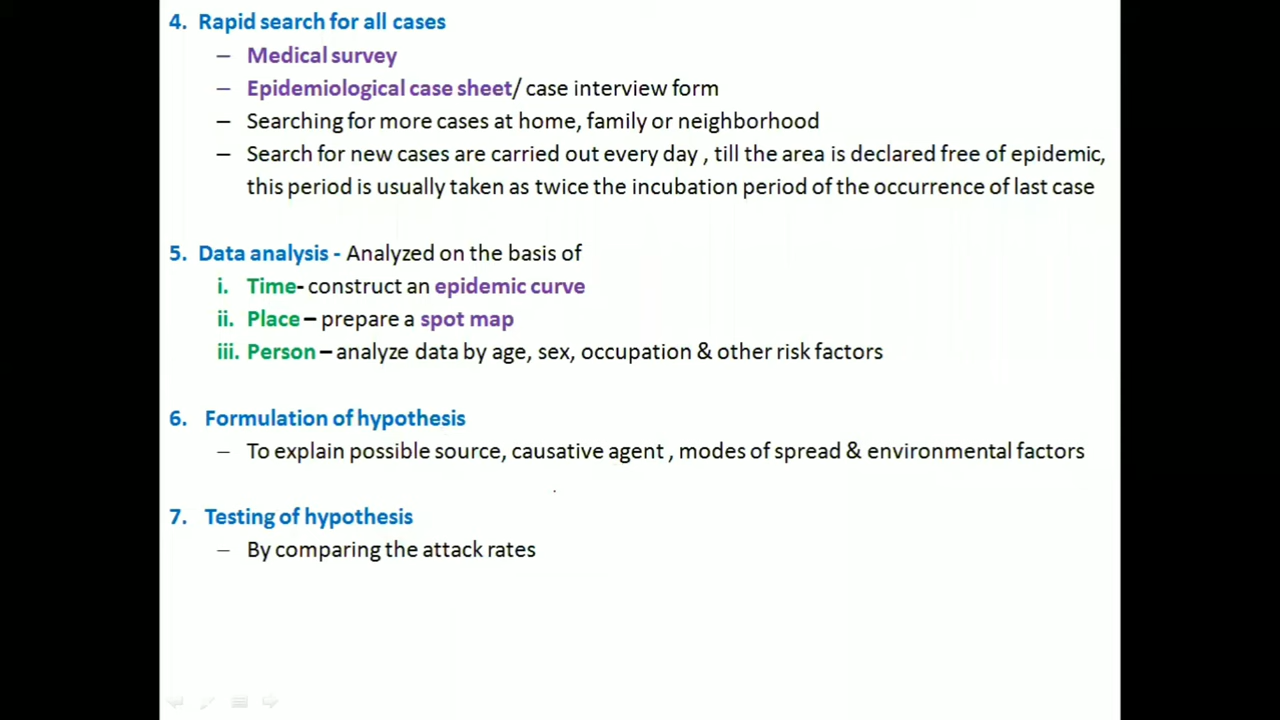 4. Rapid search for all cases
– Medical survey
– Epidemiological case sheet/ case interview form
– Searching for more cases at home, family or neighborhood
– Search for new cases are carried out every day , till the area is declared free of epidemic,
this period is usually taken as twice the incubation period of the occurrence of last case
5. Data analysis - Analyzed on the basis of
i. Time- construct an epidemic curve
ii. Place – prepare a spot map
iii. Person – analyze data by age, sex, occupation & other risk factors
6. Formulation of hypothesis
– To explain possible source, causative agent , modes of spread & environmental factors
7. Testing of hypothesis
– By comparing the attack rates